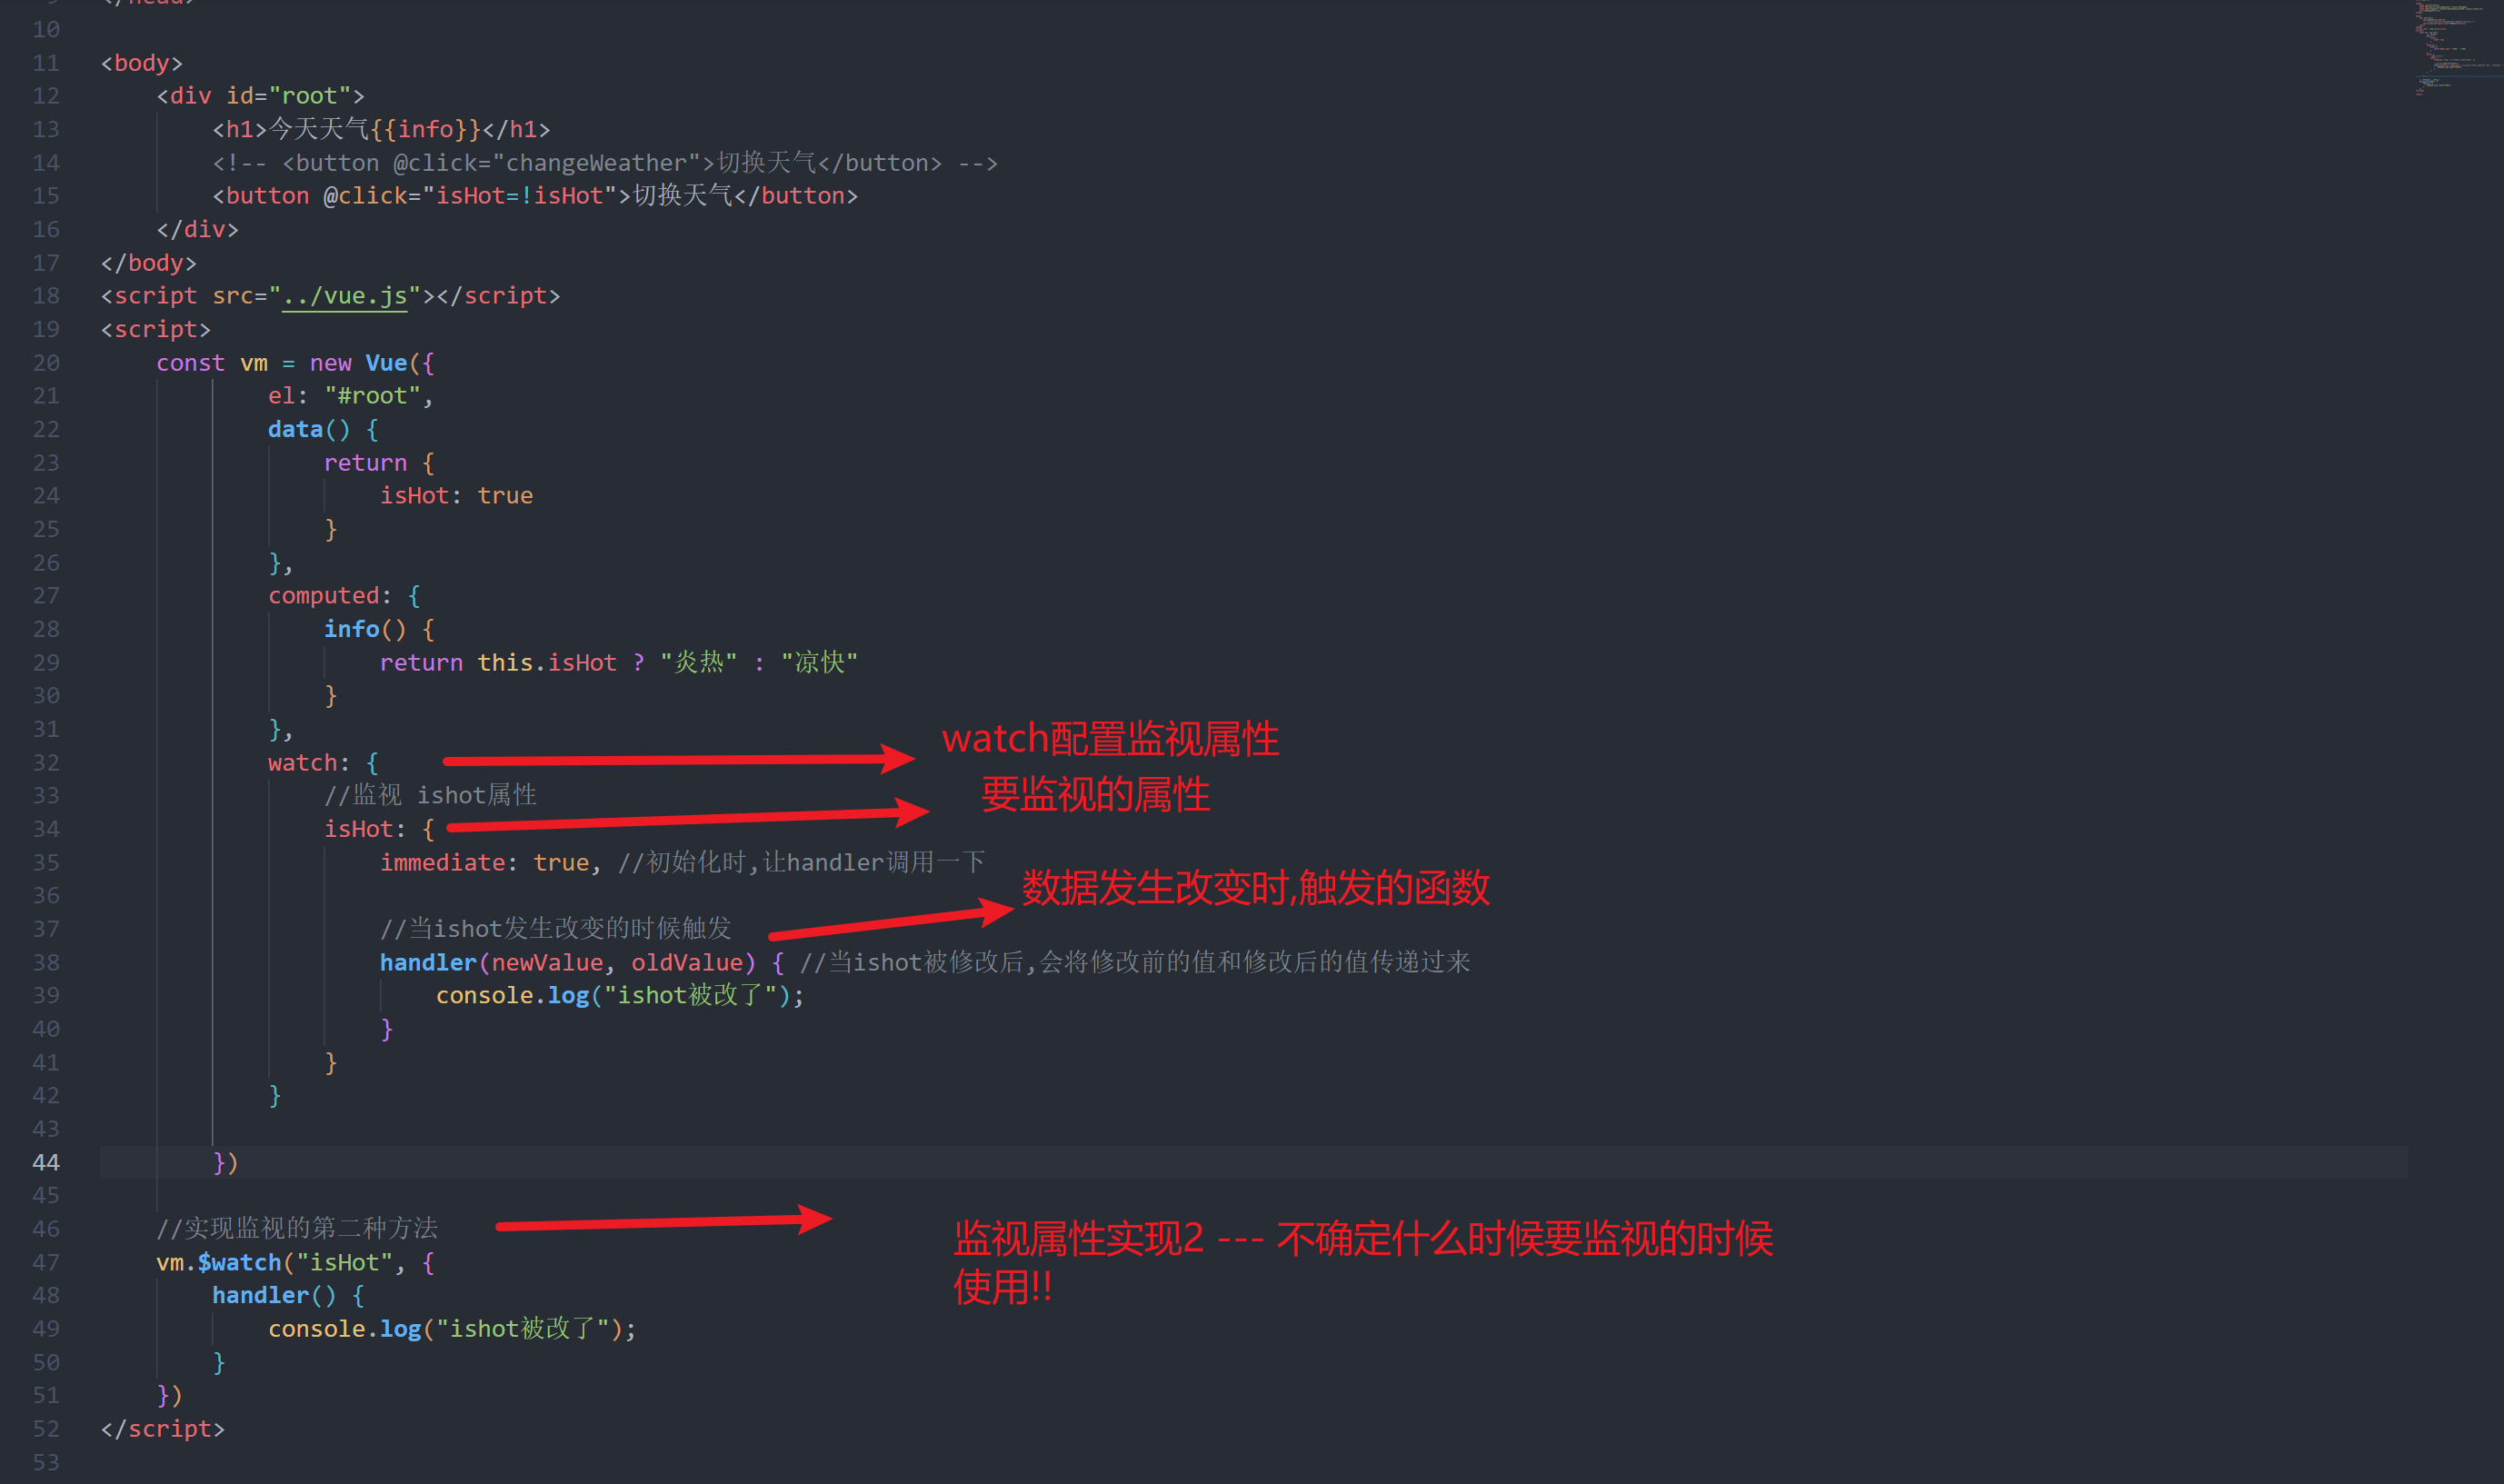 9 </head>
10
11 <body>
12     <div id="root">
13         <h1>今天天气{{info}}</h1>
14         <!-- <button @click="changeWeather">切换天气</button> -->
15         <button @click="isHot=!isHot">切换天气</button>
16     </div>
17 </body>
18 <script src="../vue.js"></script>
19 <script>
20     const vm = new Vue({
21             el: "#root",
22             data() {
23                 return {
24                     isHot: true
25                 }
26             },
27             computed: {
28                 info() {
29                     return this.isHot ? "炎热" : "凉快"
30                 }
31             },
watch配置监视属性
32             watch: {
要监视的属性
33                 //监视 ishot属性
34                 isHot: {
35                     immediate: true, //初始化时,让handler调用一下
数据发生改变时,触发的函数
36
37                     //当ishot发生改变的时候触发
38                     handler(newValue, oldValue) { //当ishot被修改后,会将修改前的值和修改后的值传递过来
39                         console.log("ishot被改了");
40                     }
41                 }
42             }
43
44         })
45
46     //实现监视的第二种方法
监视属性实现2 --- 不确定什么时候要监视的时候
使用!!
47     vm.$watch("isHot", {
48         handler() {
49             console.log("ishot被改了");
50         }
51     })
52 </script>
53